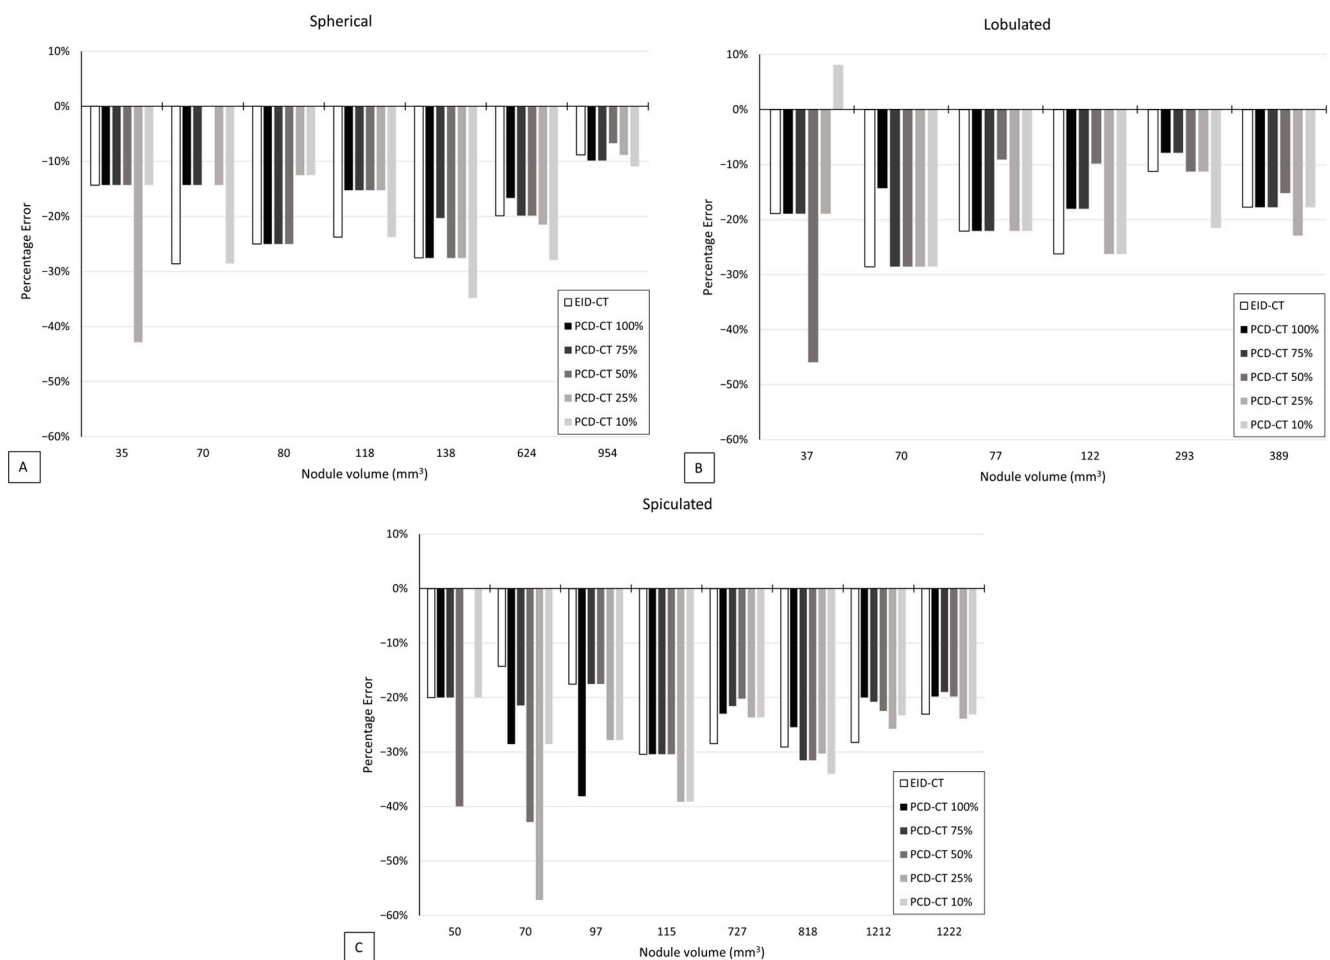 Spherical
10%
0%
−10%
−20%
−30%
−40%
−50%
−60%
Percentage Error
EID-CT
PCD-CT 100%
PCD-CT 75%
PCD-CT 50%
PCD-CT 25%
PCD-CT 10%
35 70 80 118 138 624 954
Nodule volume (mm³)
A
Lobulated
10%
0%
−10%
−20%
−30%
−40%
−50%
−60%
Percentage Error
EID-CT
PCD-CT 100%
PCD-CT 75%
PCD-CT 50%
PCD-CT 25%
PCD-CT 10%
37 70 77 122 293 389
Nodule volume (mm³)
B
Spiculated
10%
0%
−10%
−20%
−30%
−40%
−50%
−60%
Percentage Error
EID-CT
PCD-CT 100%
PCD-CT 75%
PCD-CT 50%
PCD-CT 25%
PCD-CT 10%
50 70 97 115 727 818 1212 1222
Nodule volume (mm³)
C